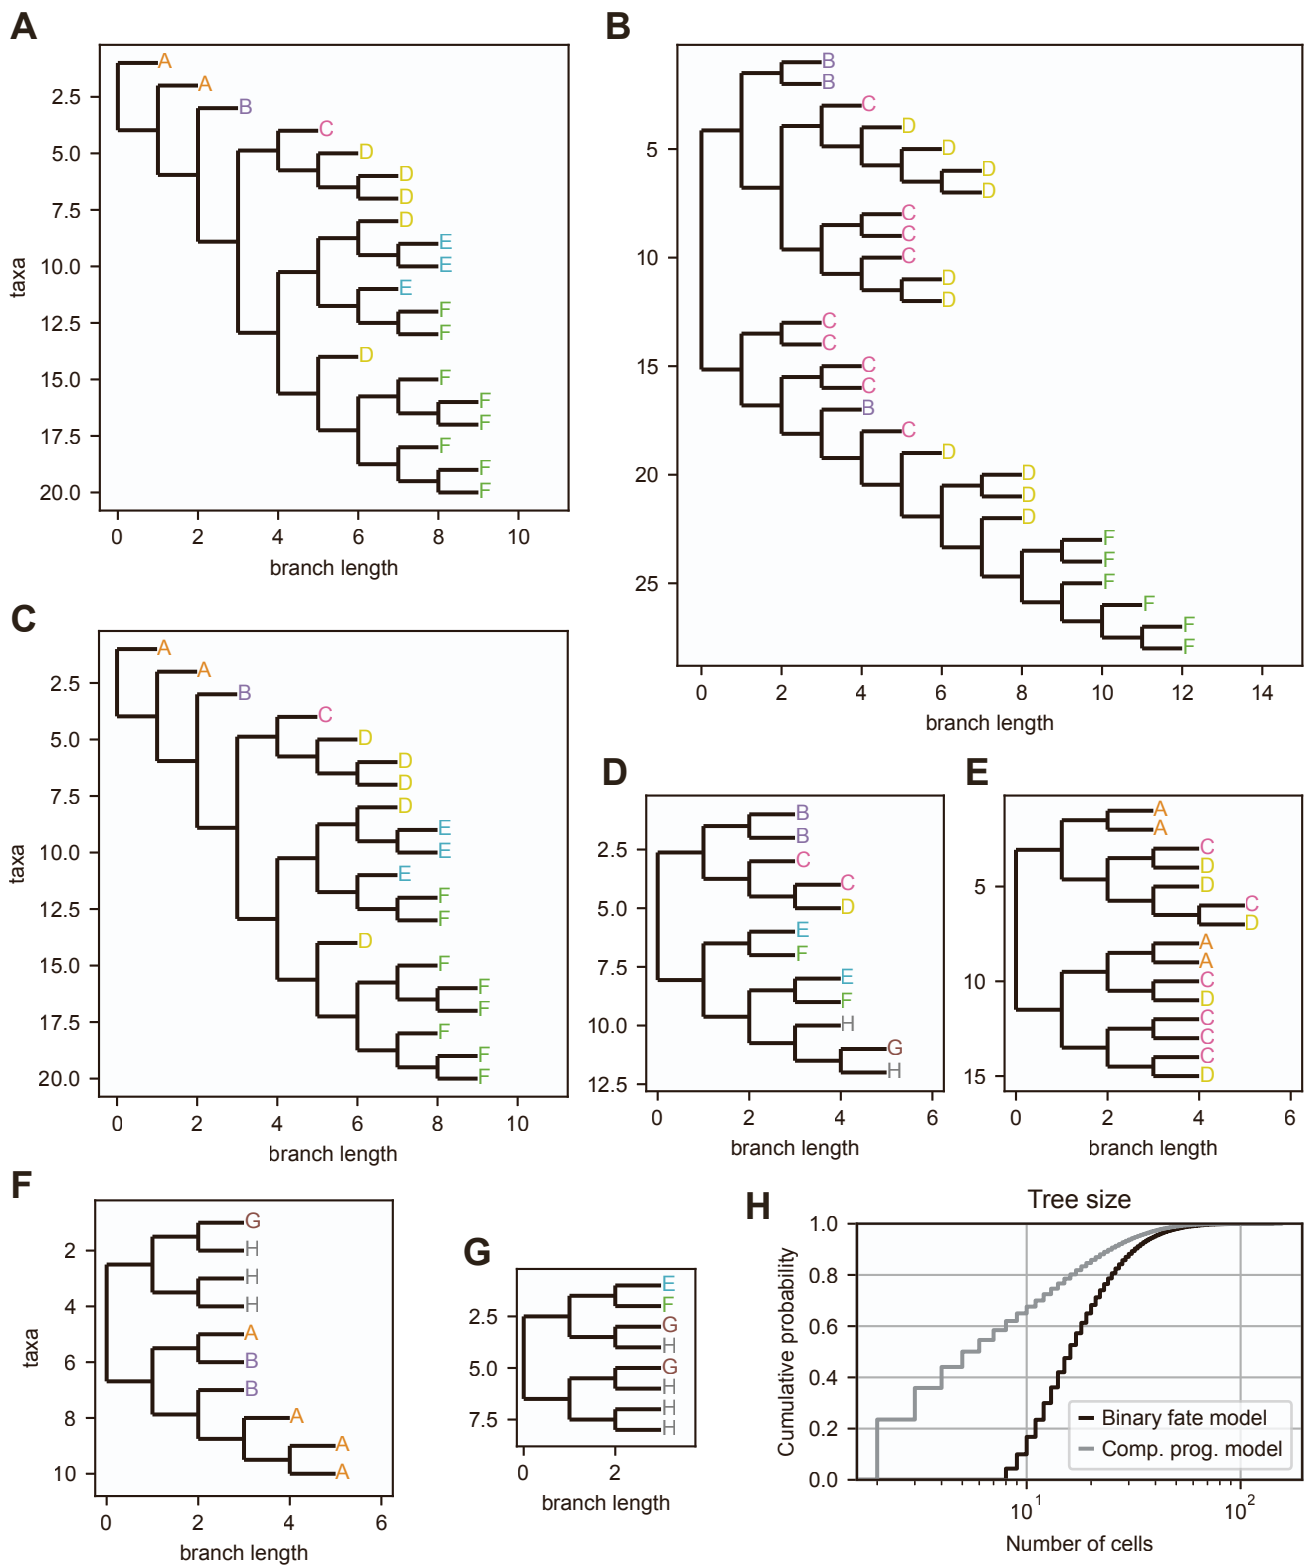 A
taxa
2.5
5.0
7.5
10.0
12.5
15.0
17.5
20.0
A
A
B
C
D
D
D
D
E
E
E
F
F
D
F
F
F
F
F
F
0 2 4 6 8 10
branch length
B
5
10
15
20
25
B
B
C
D
D
D
D
C
C
C
D
D
C
C
C
C
B
C
D
D
D
D
F
F
F
F
F
F
0 2 4 6 8 10 12 14
branch length
C
taxa
2.5
5.0
7.5
10.0
12.5
15.0
17.5
20.0
A
A
B
C
D
D
D
D
E
E
E
F
F
D
F
F
F
F
F
F
0 2 4 6 8 10
branch length
D
2.5
5.0
7.5
10.0
12.5
B
B
C
C
D
E
F
E
F
H
G
H
0 2 4 6
branch length
E
5
10
15
A
A
C
D
D
C
D
A
A
C
D
C
C
C
D
0 2 4 6
branch length
F
taxa
2
4
6
8
10
G
H
H
H
A
B
B
A
A
A
0 2 4 6
branch length
G
2.5
5.0
7.5
E
F
G
H
G
H
H
H
0 2
branch length
H
Tree size
Cumulative probability
1.0
0.8
0.6
0.4
0.2
0.0
Binary fate model
Comp. prog. model
10¹ 10²
Number of cells